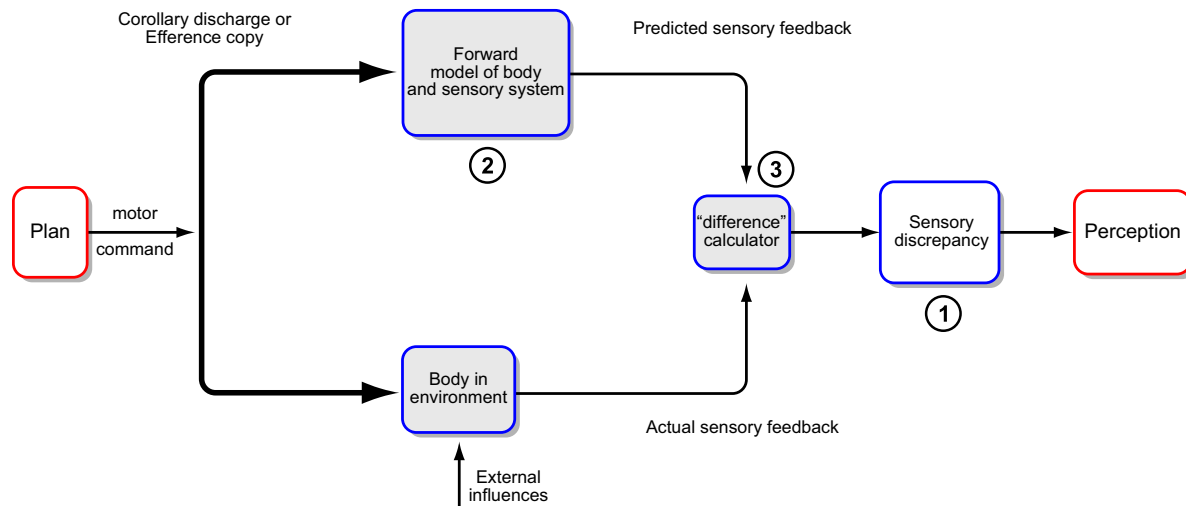 Corollary discharge or
Efference copy
Forward
model of body
and sensory system
Predicted sensory feedback
2
3
Plan
motor
command
"difference"
calculator
Sensory
discrepancy
Perception
1
Body in
environment
Actual sensory feedback
External
influences